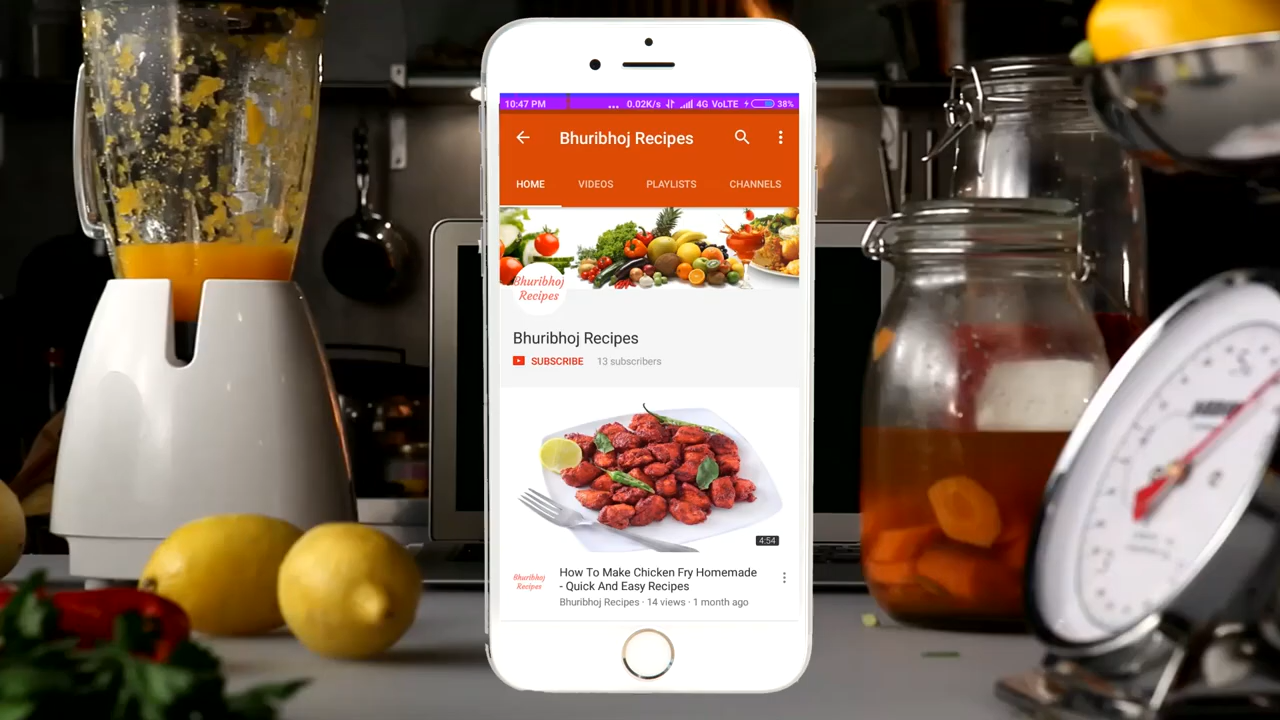 10:47 PM ... 0.02K/s 4G VoLTE 38%
Bhuribhoj Recipes
HOME VIDEOS PLAYLISTS CHANNELS
Bhuribhoj
Recipes
Bhuribhoj Recipes
SUBSCRIBE 13 subscribers
4:54
Bhuribhoj
Recipes
How To Make Chicken Fry Homemade
- Quick And Easy Recipes
Bhuribhoj Recipes · 14 views · 1 month ago